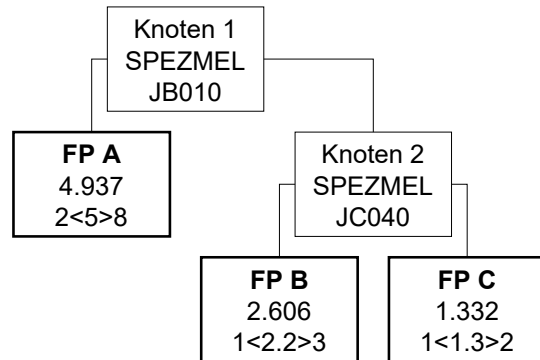 Knoten 1
SPEZMEL
JB010
FP A
4.937
2<5>8
Knoten 2
SPEZMEL
JC040
FP B
2.606
1<2.2>3
FP C
1.332
1<1.3>2